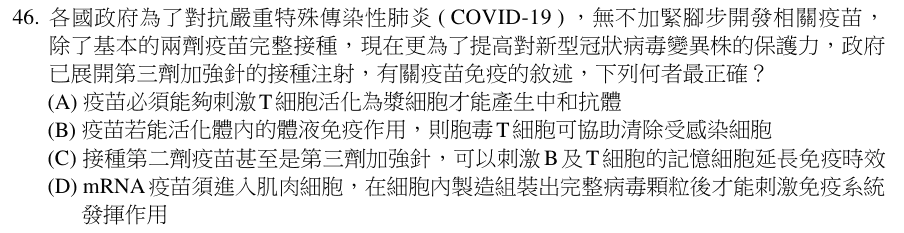 46. 各國政府為了對抗嚴重特殊傳染性肺炎 ( COVID-19 )，無不加緊腳步開發相關疫苗，
除了基本的兩劑疫苗完整接種，現在更為了提高對新型冠狀病毒變異株的保護力，政府
已展開第三劑加強針的接種注射，有關疫苗免疫的敘述，下列何者最正確？
(A) 疫苗必須能夠刺激 T 細胞活化為漿細胞才能產生中和抗體
(B) 疫苗若能活化體內的體液免疫作用，則胞毒 T 細胞可協助清除受感染細胞
(C) 接種第二劑疫苗甚至是第三劑加強針，可以刺激 B 及 T 細胞的記憶細胞延長免疫時效
(D) mRNA 疫苗須進入肌肉細胞，在細胞內製造組裝出完整病毒顆粒後才能刺激免疫系統
發揮作用